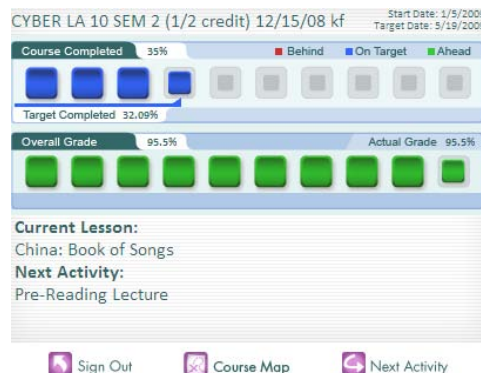 CYBER LA 10 SEM 2 (1/2 credit) 12/15/08 kf
Start Date: 1/5/200
Target Date: 5/19/200
Course Completed 35% Behind On Target Ahead
Target Completed 32.09%
Overall Grade 95.5% Actual Grade 95.5%
Current Lesson:
China: Book of Songs
Next Activity:
Pre-Reading Lecture
Sign Out Course Map Next Activity